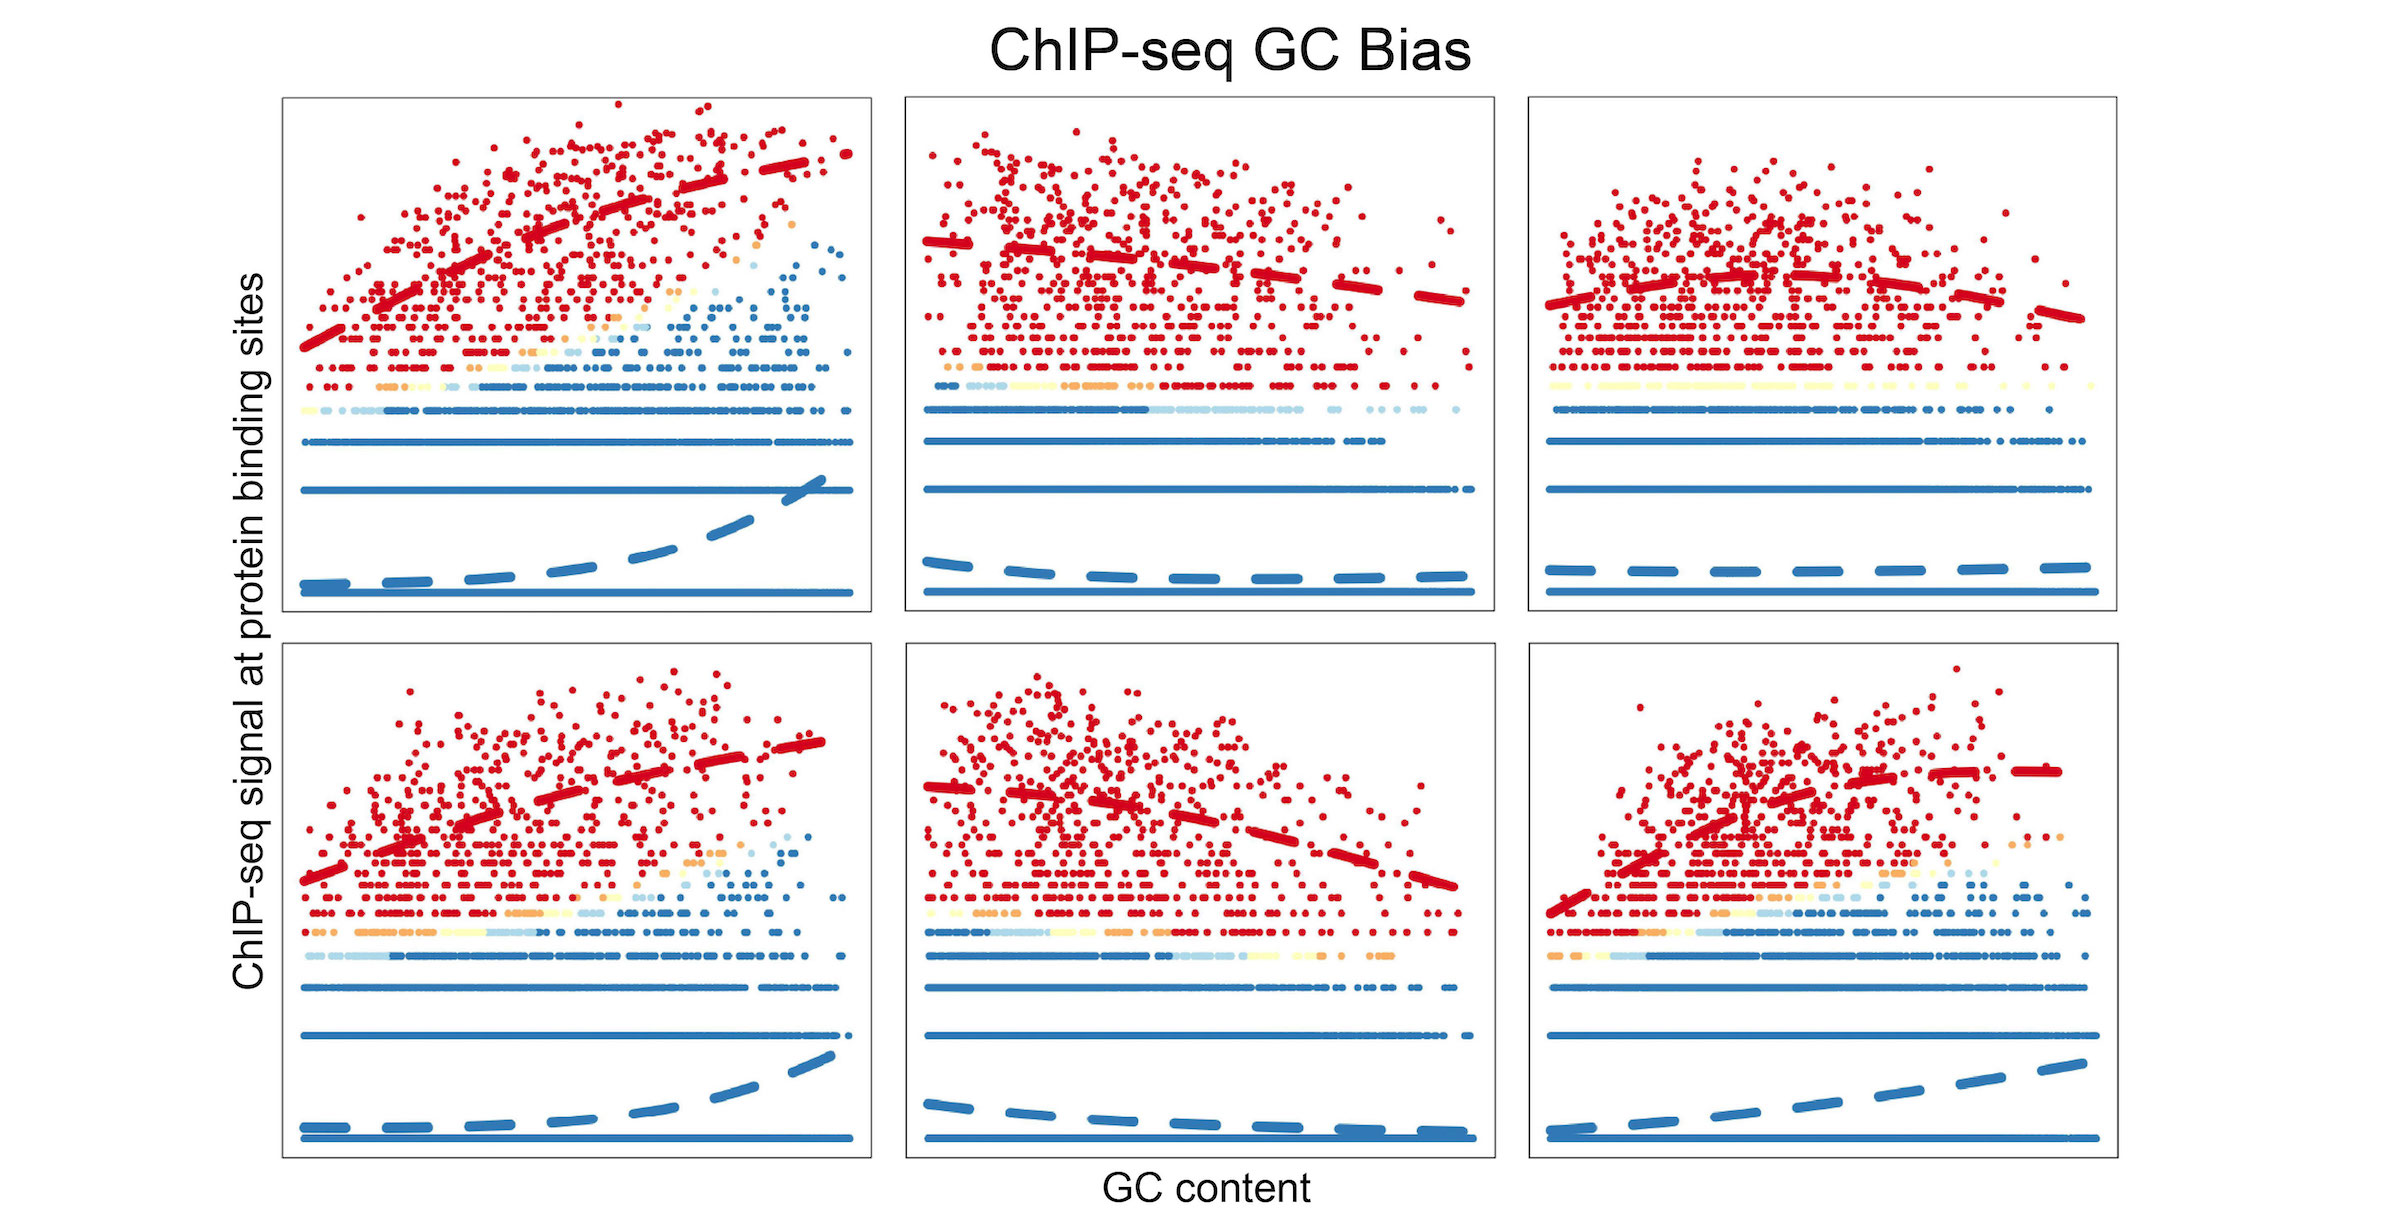 ChIP-seq GC Bias
ChIP-seq signal at protein binding sites
GC content